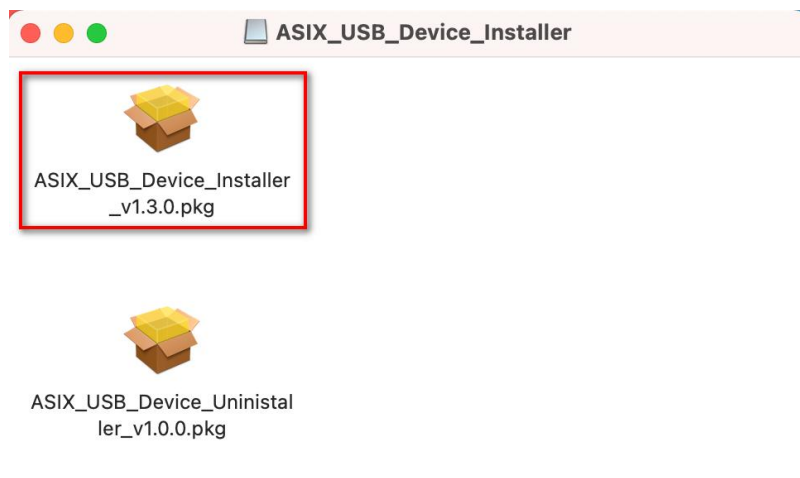 ASIX_USB_Device_Installer
ASIX_USB_Device_Installer
_v1.3.0.pkg
ASIX_USB_Device_Uninistal
ler_v1.0.0.pkg